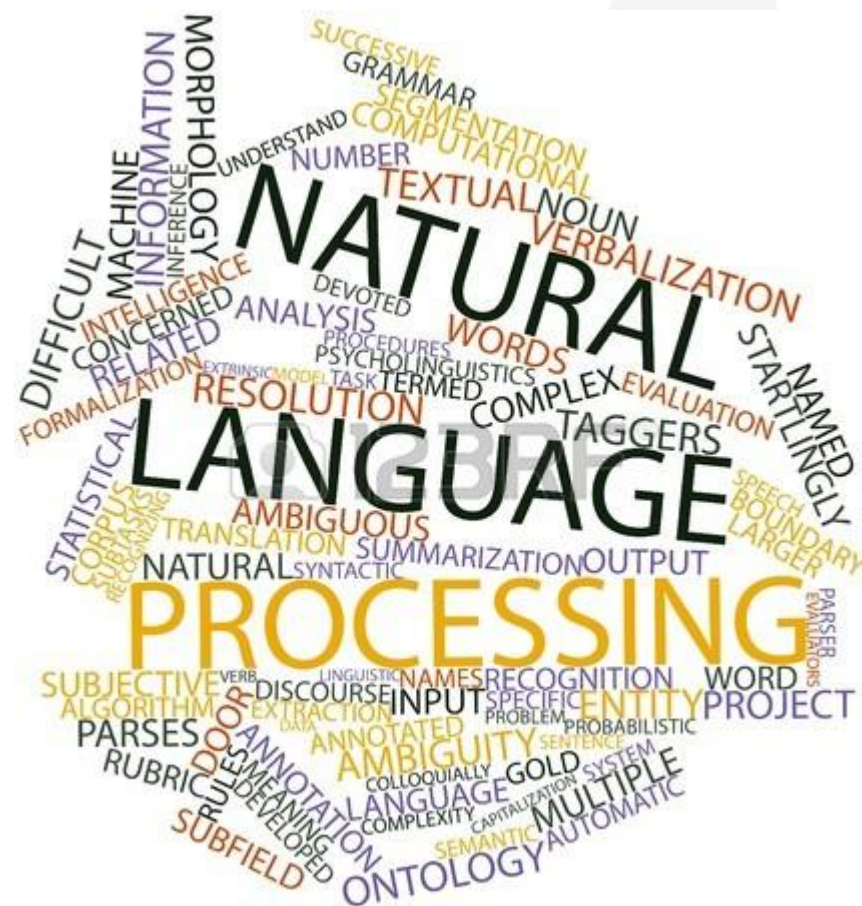 SUCCESSIVE
GRAMMAR
SEGMENTATION
COMPUTATIONAL
MORPHOLOGY
INFORMATION
MACHINE
INFERENCE
UNDERSTAND
NUMBER
TEXTUAL
NOUN
VERBALIZATION
NATURAL
DIFFICULT
INTELLIGENCE
CONCERNED
RELATED
FORMALIZATION
DEVOTED
ANALYSIS
PROCEDURES
WORDS
PSYCHOLINGUISTICS
EXTRINSIC
MODEL
TASK
TERMED
COMPLEX
EVALUATION
STARTLINGLY
NAMED
RESOLUTION
TAGGERS
LANGUAGE
123RF
STATISTICAL
CORPUS
SUBTASKS
RECOGNIZING
AMBIGUOUS
TRANSLATION
SUMMARIZATION
OUTPUT
SPEECH
BOUNDARY
LARGER
NATURAL
SYNTACTIC
PROCESSING
PARSER
EVALUATORS
SUBJECTIVE
VERB
LINGUISTIC
NAMES
RECOGNITION
WORD
ALGORITHM
DOOR
DISCOURSE
INPUT
SPECIFIC
ENTITY
PROJECT
EXTRACTION
DATA
PROBLEM
PROBABILISTIC
PARSES
ANNOTATED
AMBIGUITY
SENTENCE
RUBRIC
RULES
ANNOTATION
MEANING
DEVELOPED
COLLOQUIALLY
GOLD
SYSTEM
LANGUAGE
CAPITALIZATION
MULTIPLE
COMPLEXITY
SUBFIELD
SEMANTIC
AUTOMATIC
ONTOLOGY